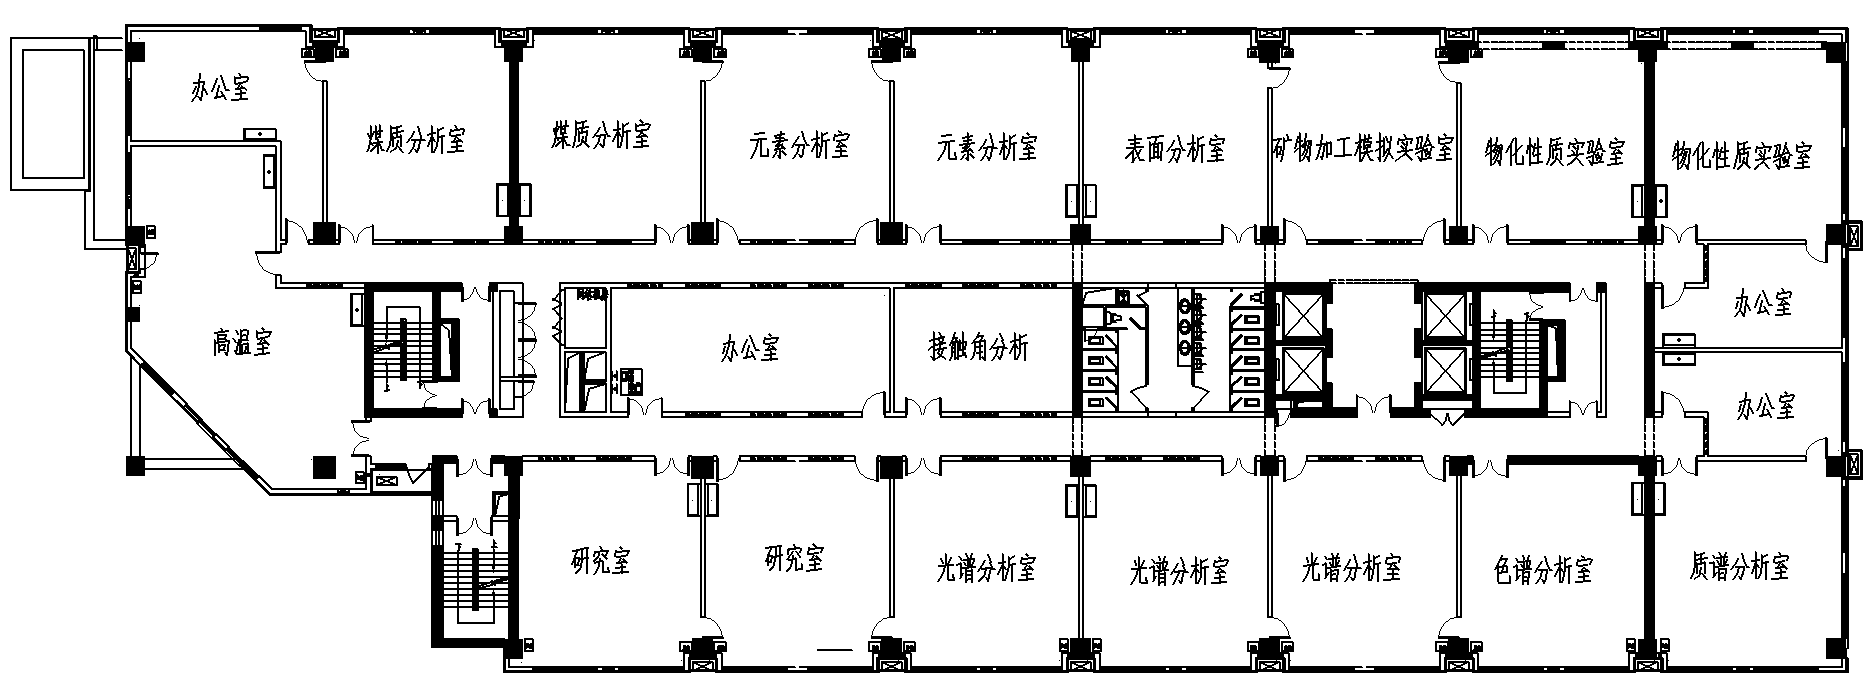 办公室
煤质分析室
煤质分析室
元素分析室
元素分析室
表面分析室
矿物加工模拟实验室
物化性质实验室
物化性质实验室
高温室
办公室
接触角分析
办公室
办公室
研究室
研究室
光谱分析室
光谱分析室
光谱分析室
色谱分析室
质谱分析室